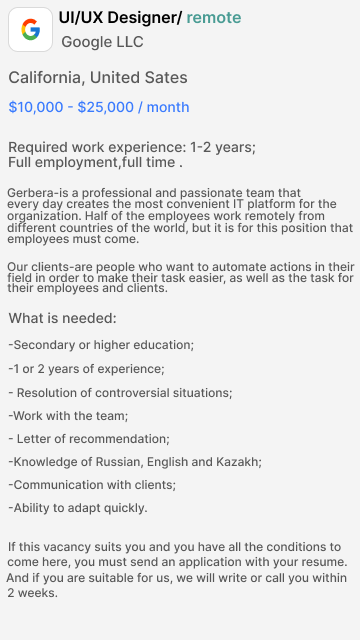 UI/UX Designer/ remote
Google LLC
California, United Sates
$10,000 - $25,000 / month
Required work experience: 1-2 years;
Full employment,full time .
Gerbera-is a professional and passionate team that
every day creates the most convenient IT platform for the
organization. Half of the employees work remotely from
different countries of the world, but it is for this position that
employees must come.
Our clients-are people who want to automate actions in their
field in order to make their task easier, as well as the task for
their employees and clients.
What is needed:
-Secondary or higher education;
-1 or 2 years of experience;
- Resolution of controversial situations;
-Work with the team;
- Letter of recommendation;
-Knowledge of Russian, English and Kazakh;
-Communication with clients;
-Ability to adapt quickly.
If this vacancy suits you and you have all the conditions to
come here, you must send an application with your resume.
And if you are suitable for us, we will write or call you within
2 weeks.